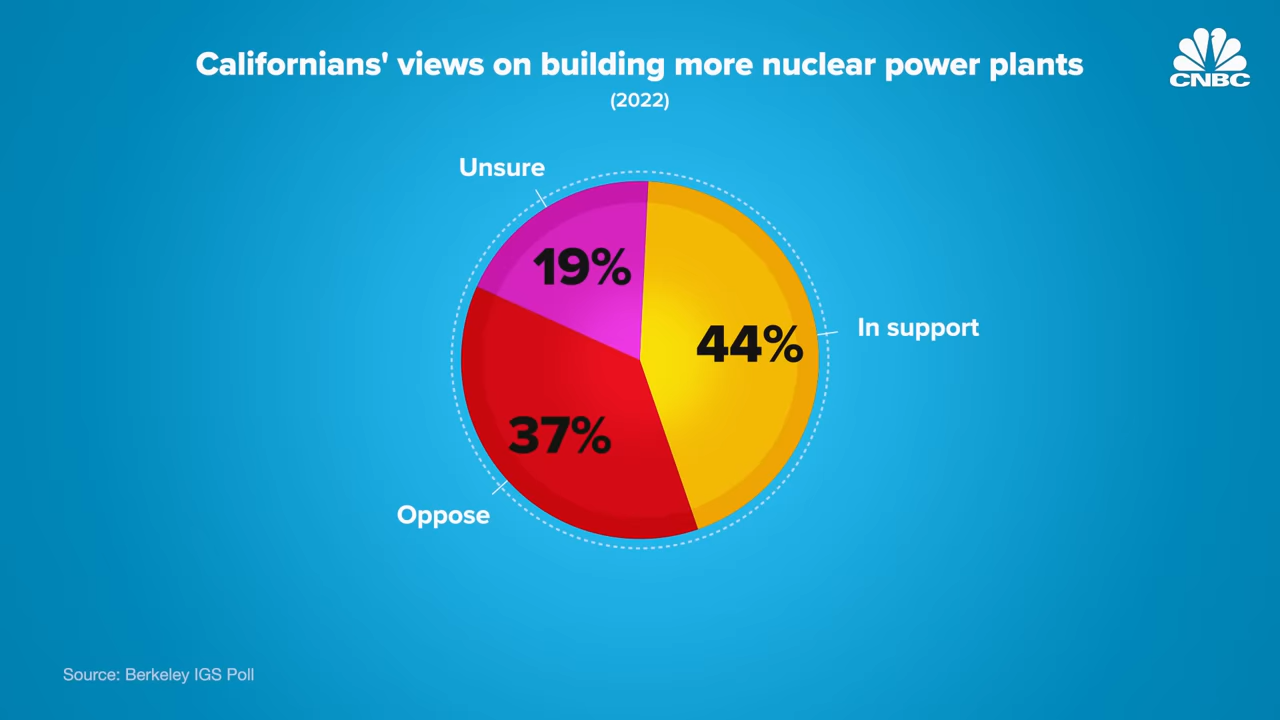 Californians' views on building more nuclear power plants
(2022)
CNBC
Unsure
19%
In support
44%
37%
Oppose
Source: Berkeley IGS Poll